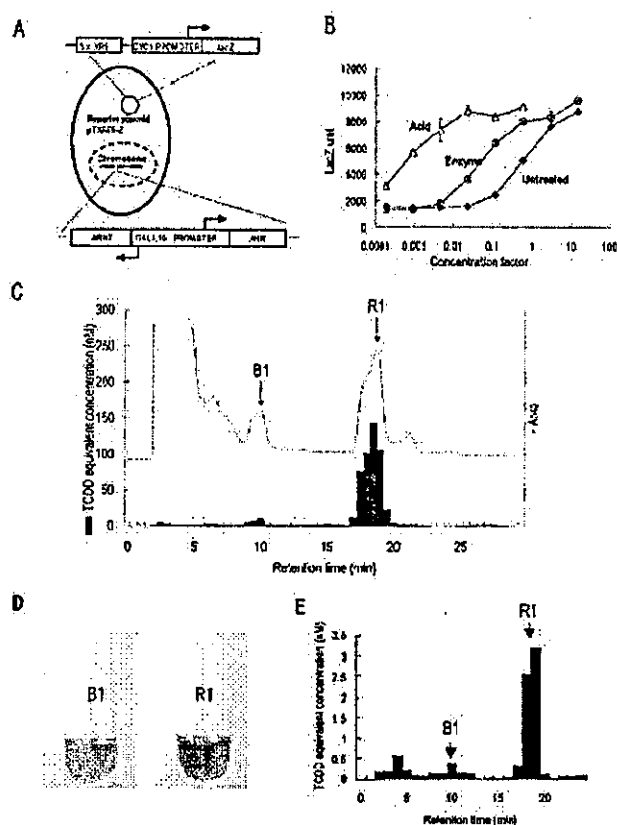 A
5x XRE CYC1 PROMOTER LacZ
Reporter plasmid
Chromosome
ARNT GAL1,10 PROMOTER AHR
B
LacZ unit
12000
10000
8000
6000
4000
2000
0
Acid
Enzyme
Untreated
0.0001 0.001 0.01 0.1 1 10 100
Concentration factor
C
TCDD equivalent concentration (nM)
300
250
200
150
100
50
0
B1
R1
0 5 10 15 20 25
Retention time (min)
D
B1
R1
E
TCDD equivalent concentration (nM)
3.5
3
2.5
2
1.5
1
0.5
0
B1
R1
0 5 10 15 20
Retention time (min)